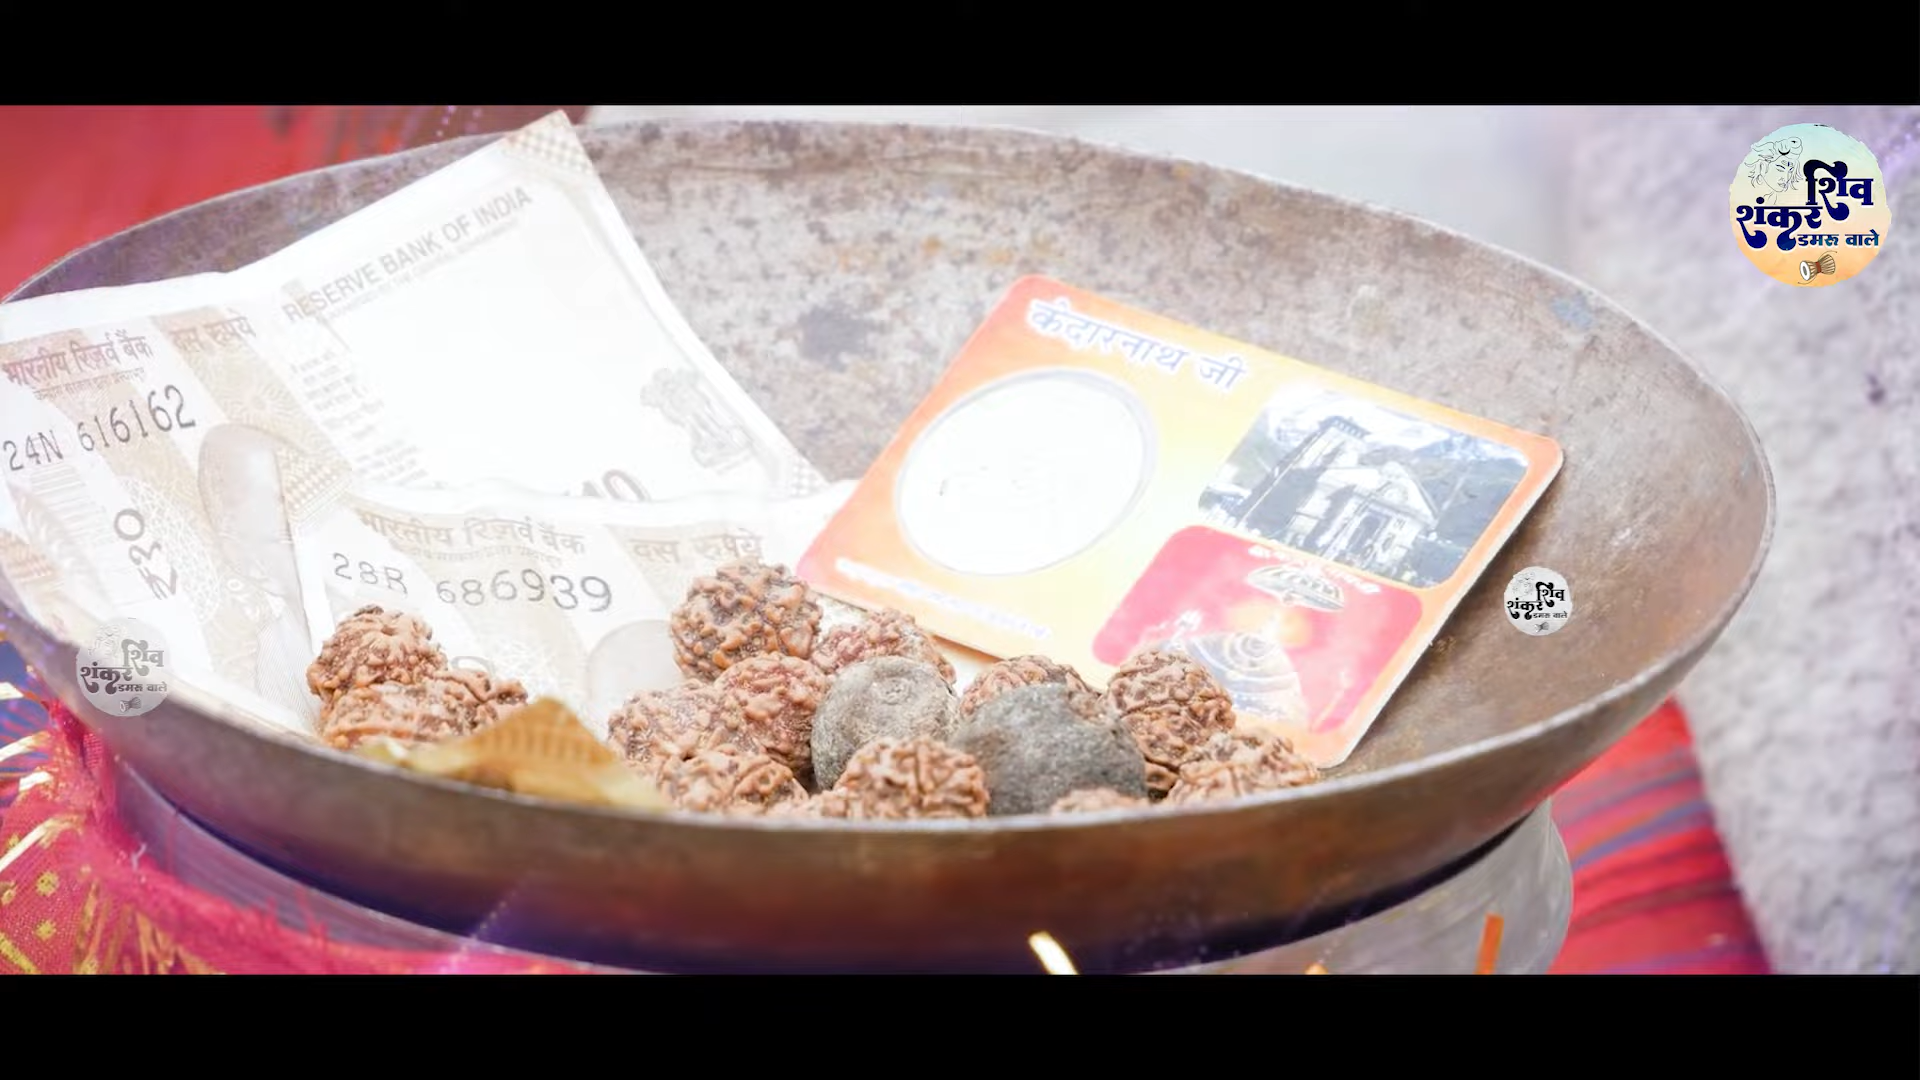 शिव
शंकर
डमरू वाले
RESERVE BANK OF INDIA
भारतीय रिज़र्व बैंक
दस रुपये
24N 616162
₹10
केदारनाथ जी
भारतीय रिज़र्व बैंक
दस रुपये
28R 686939
शिव
शंकर
डमरू वाले
शिव
शंकर
डमरू वाले